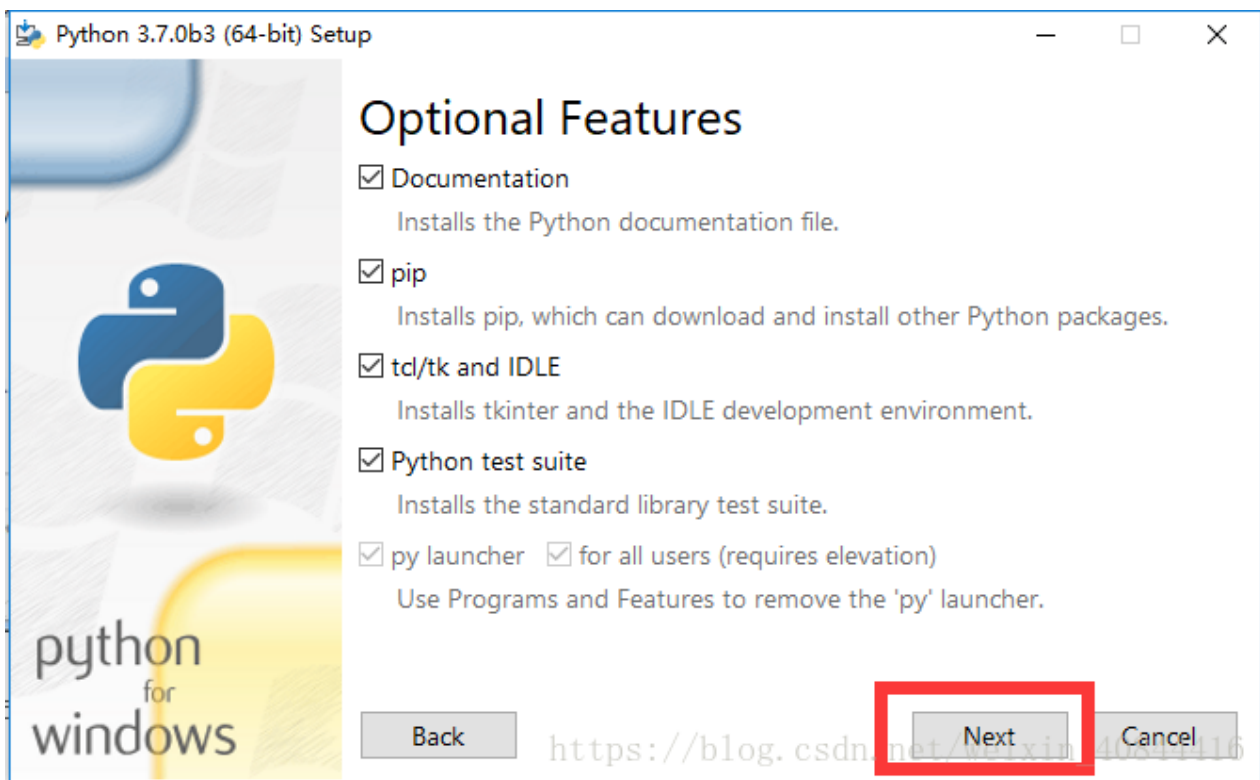 Python 3.7.0b3 (64-bit) Setup
Optional Features
Documentation
Installs the Python documentation file.
pip
Installs pip, which can download and install other Python packages.
tcl/tk and IDLE
Installs tkinter and the IDLE development environment.
Python test suite
Installs the standard library test suite.
py launcher for all users (requires elevation)
Use Programs and Features to remove the 'py' launcher.
python
for
windows
Back Next Cancel
https://blog.csdn.net/weixin_40844416